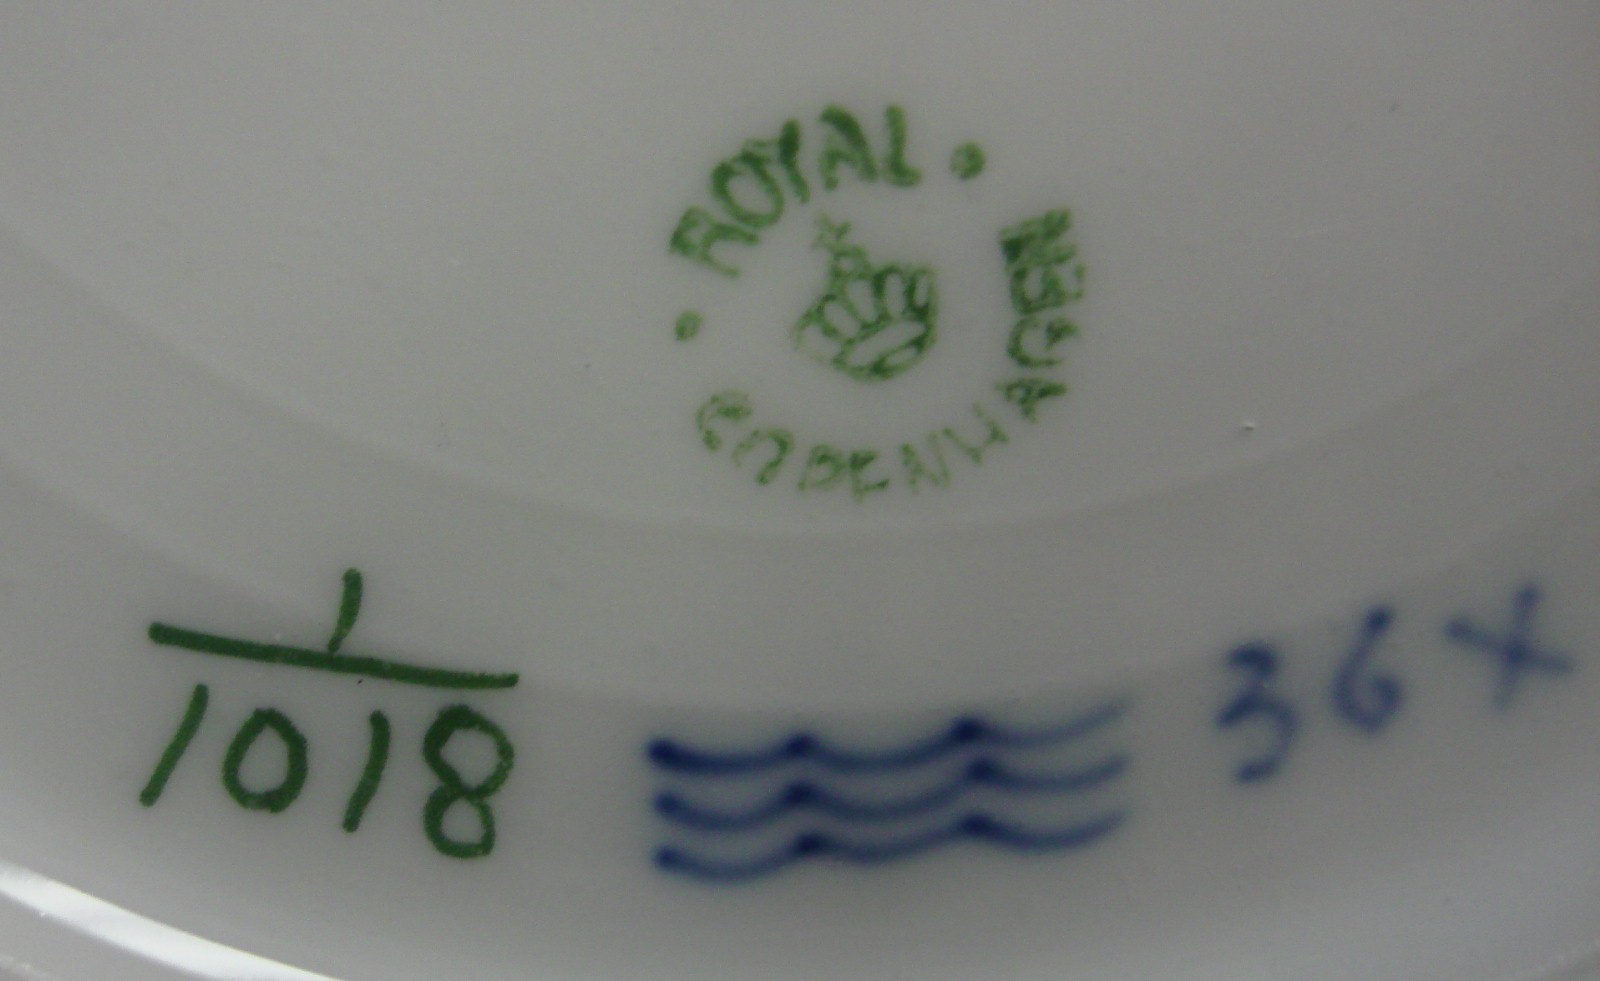 ROYAL
COPENHAGEN
1
1018
36 X